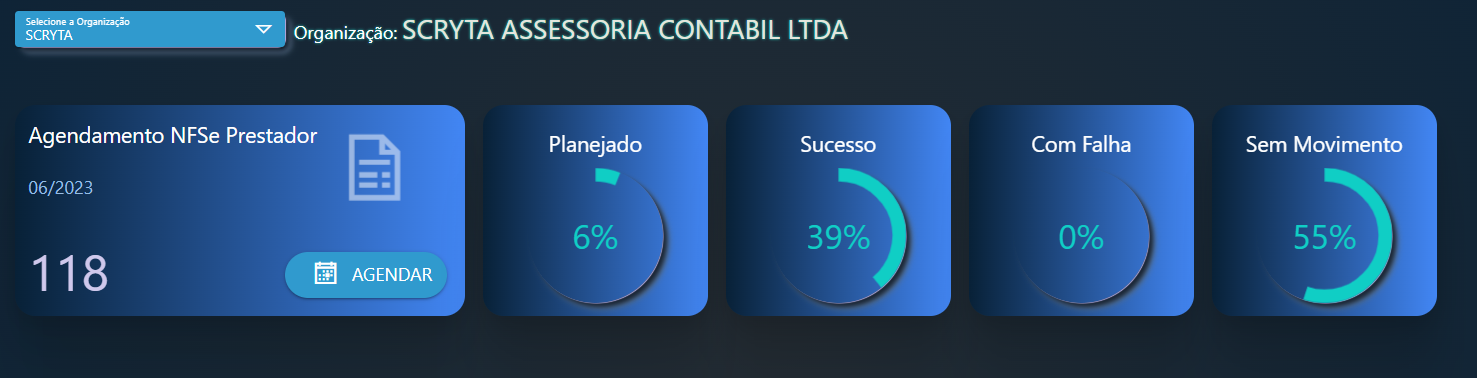 Selecione a Organização
SCRYTA
Organização: SCRYTA ASSESSORIA CONTABIL LTDA
Agendamento NFSe Prestador
06/2023
118
AGENDAR
Planejado
6%
Sucesso
39%
Com Falha
0%
Sem Movimento
55%